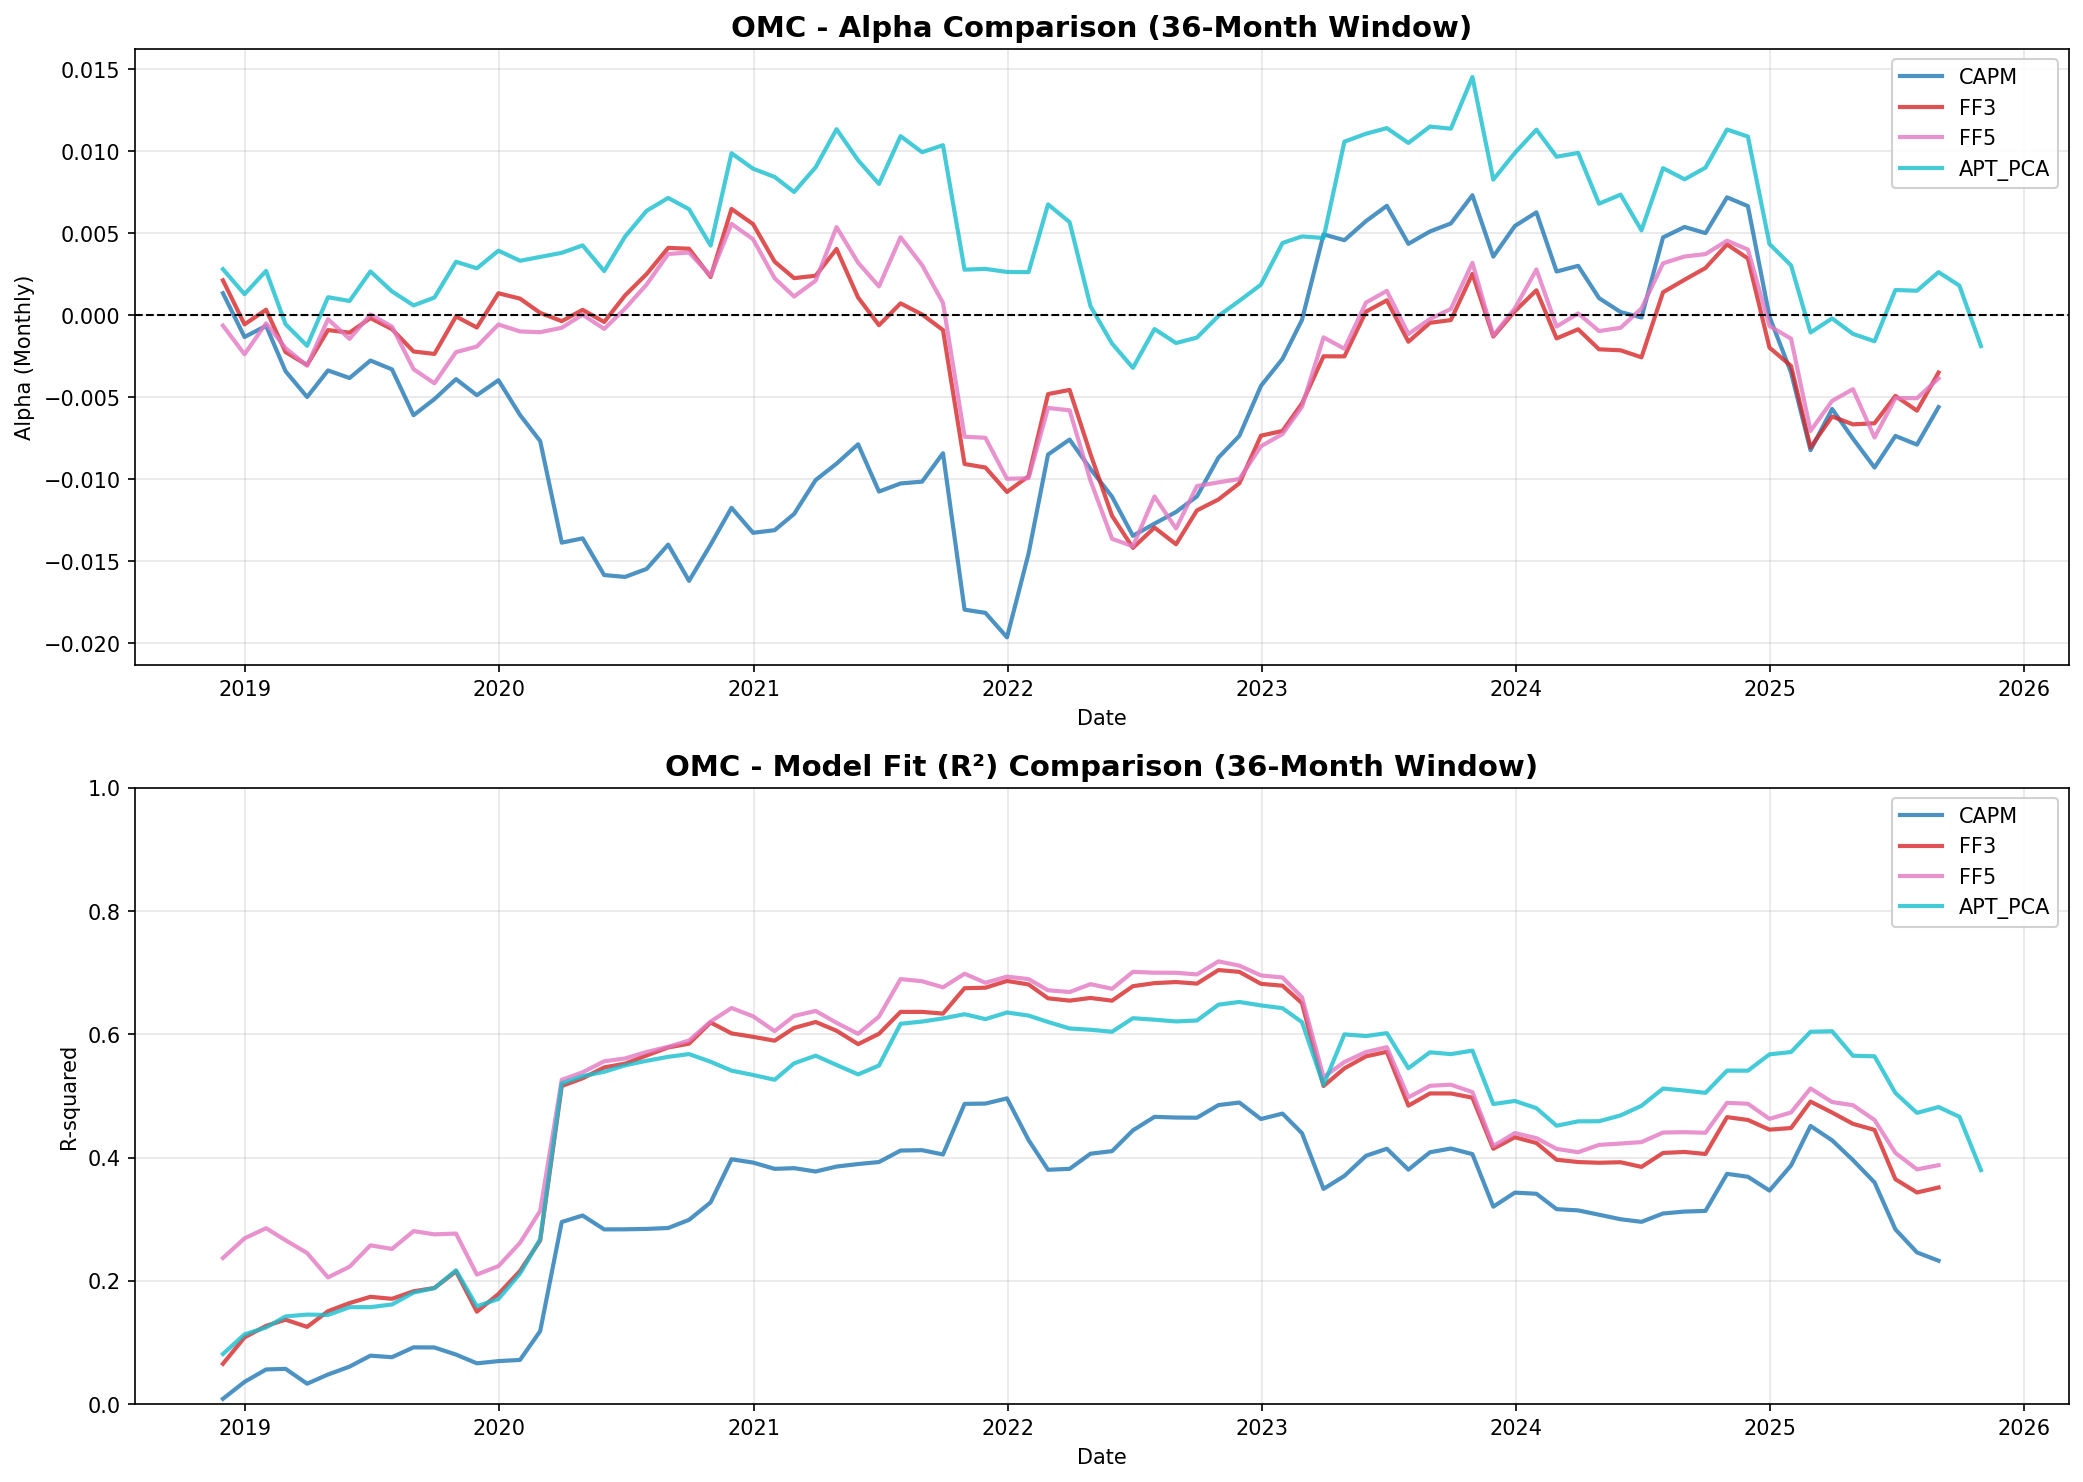 OMC - Alpha Comparison (36-Month Window)
0.015
0.010
0.005
0.000
−0.005
−0.010
−0.015
−0.020
Alpha (Monthly)
CAPM
FF3
FF5
APT_PCA
2019 2020 2021 2022 2023 2024 2025 2026
Date
OMC - Model Fit (R²) Comparison (36-Month Window)
1.0
0.8
0.6
0.4
0.2
0.0
R-squared
CAPM
FF3
FF5
APT_PCA
2019 2020 2021 2022 2023 2024 2025 2026
Date